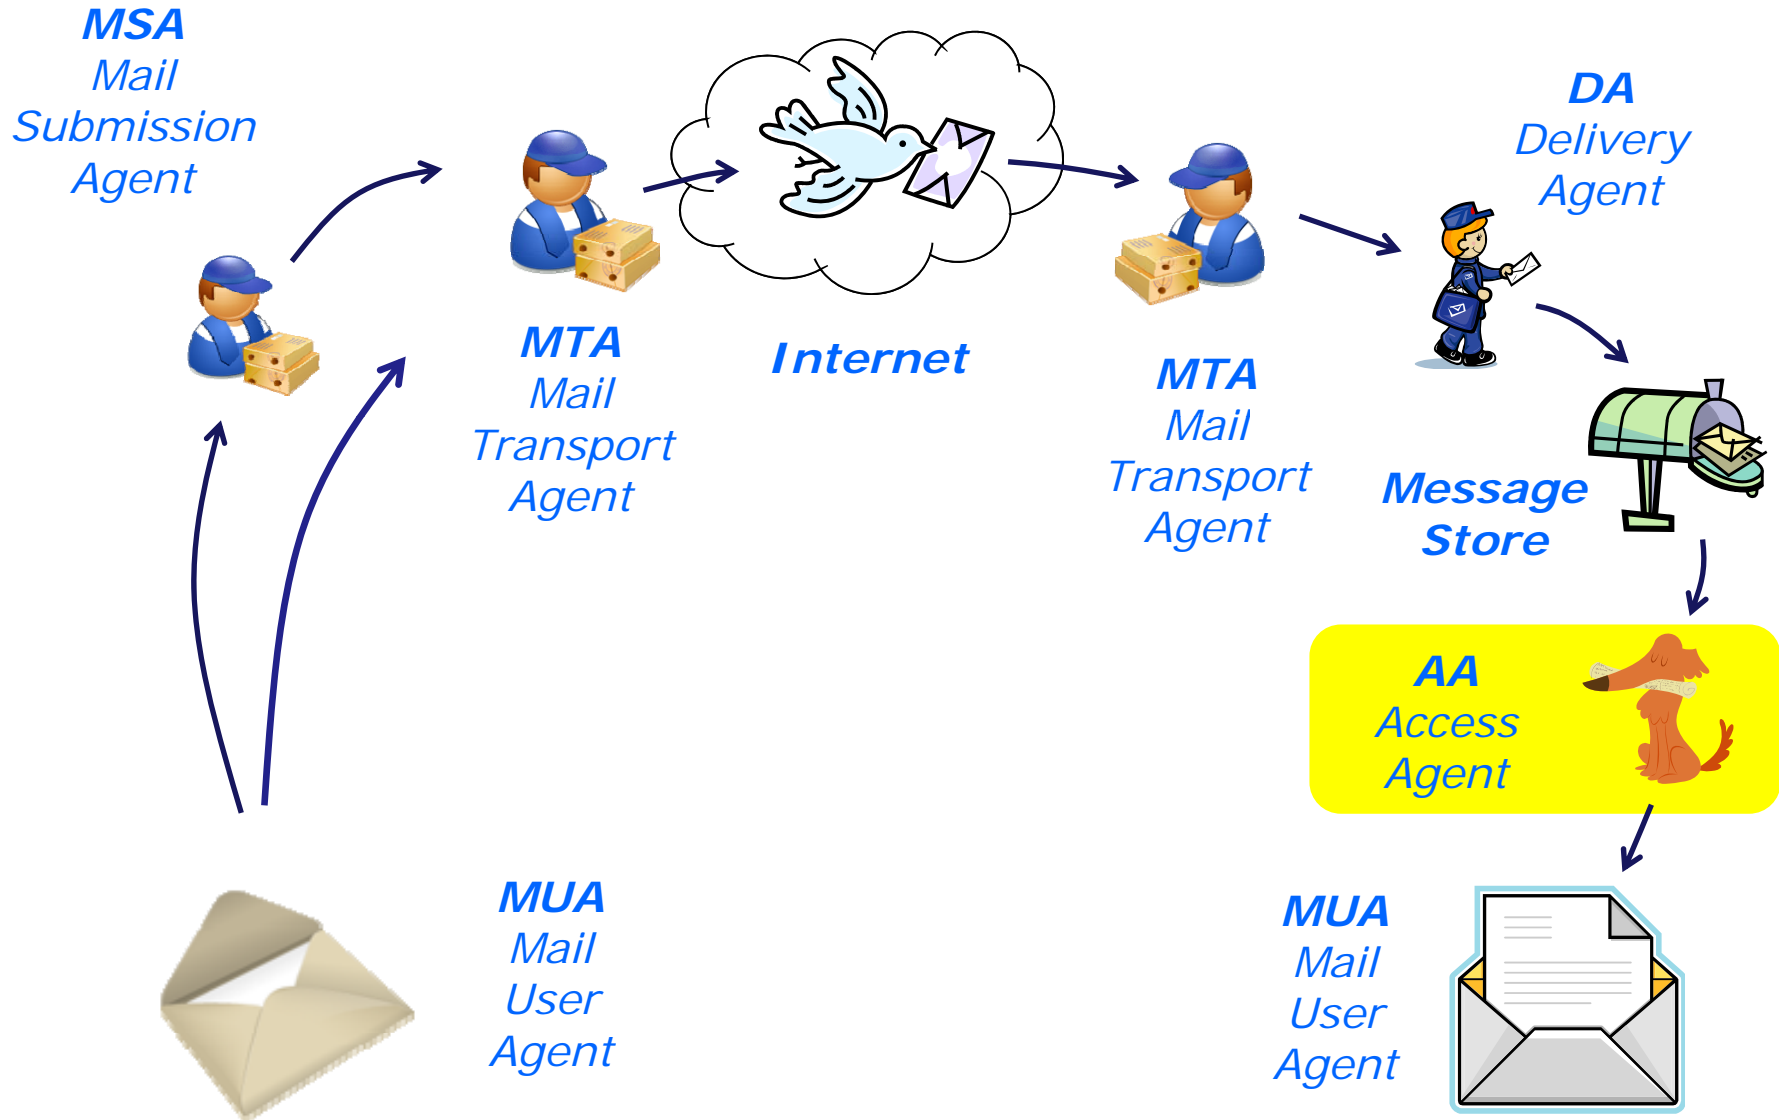 MSA
Mail
Submission
Agent
MTA
Mail
Transport
Agent
Internet
MTA
Mail
Transport
Agent
DA
Delivery
Agent
Message
Store
AA
Access
Agent
MUA
Mail
User
Agent
MUA
Mail
User
Agent